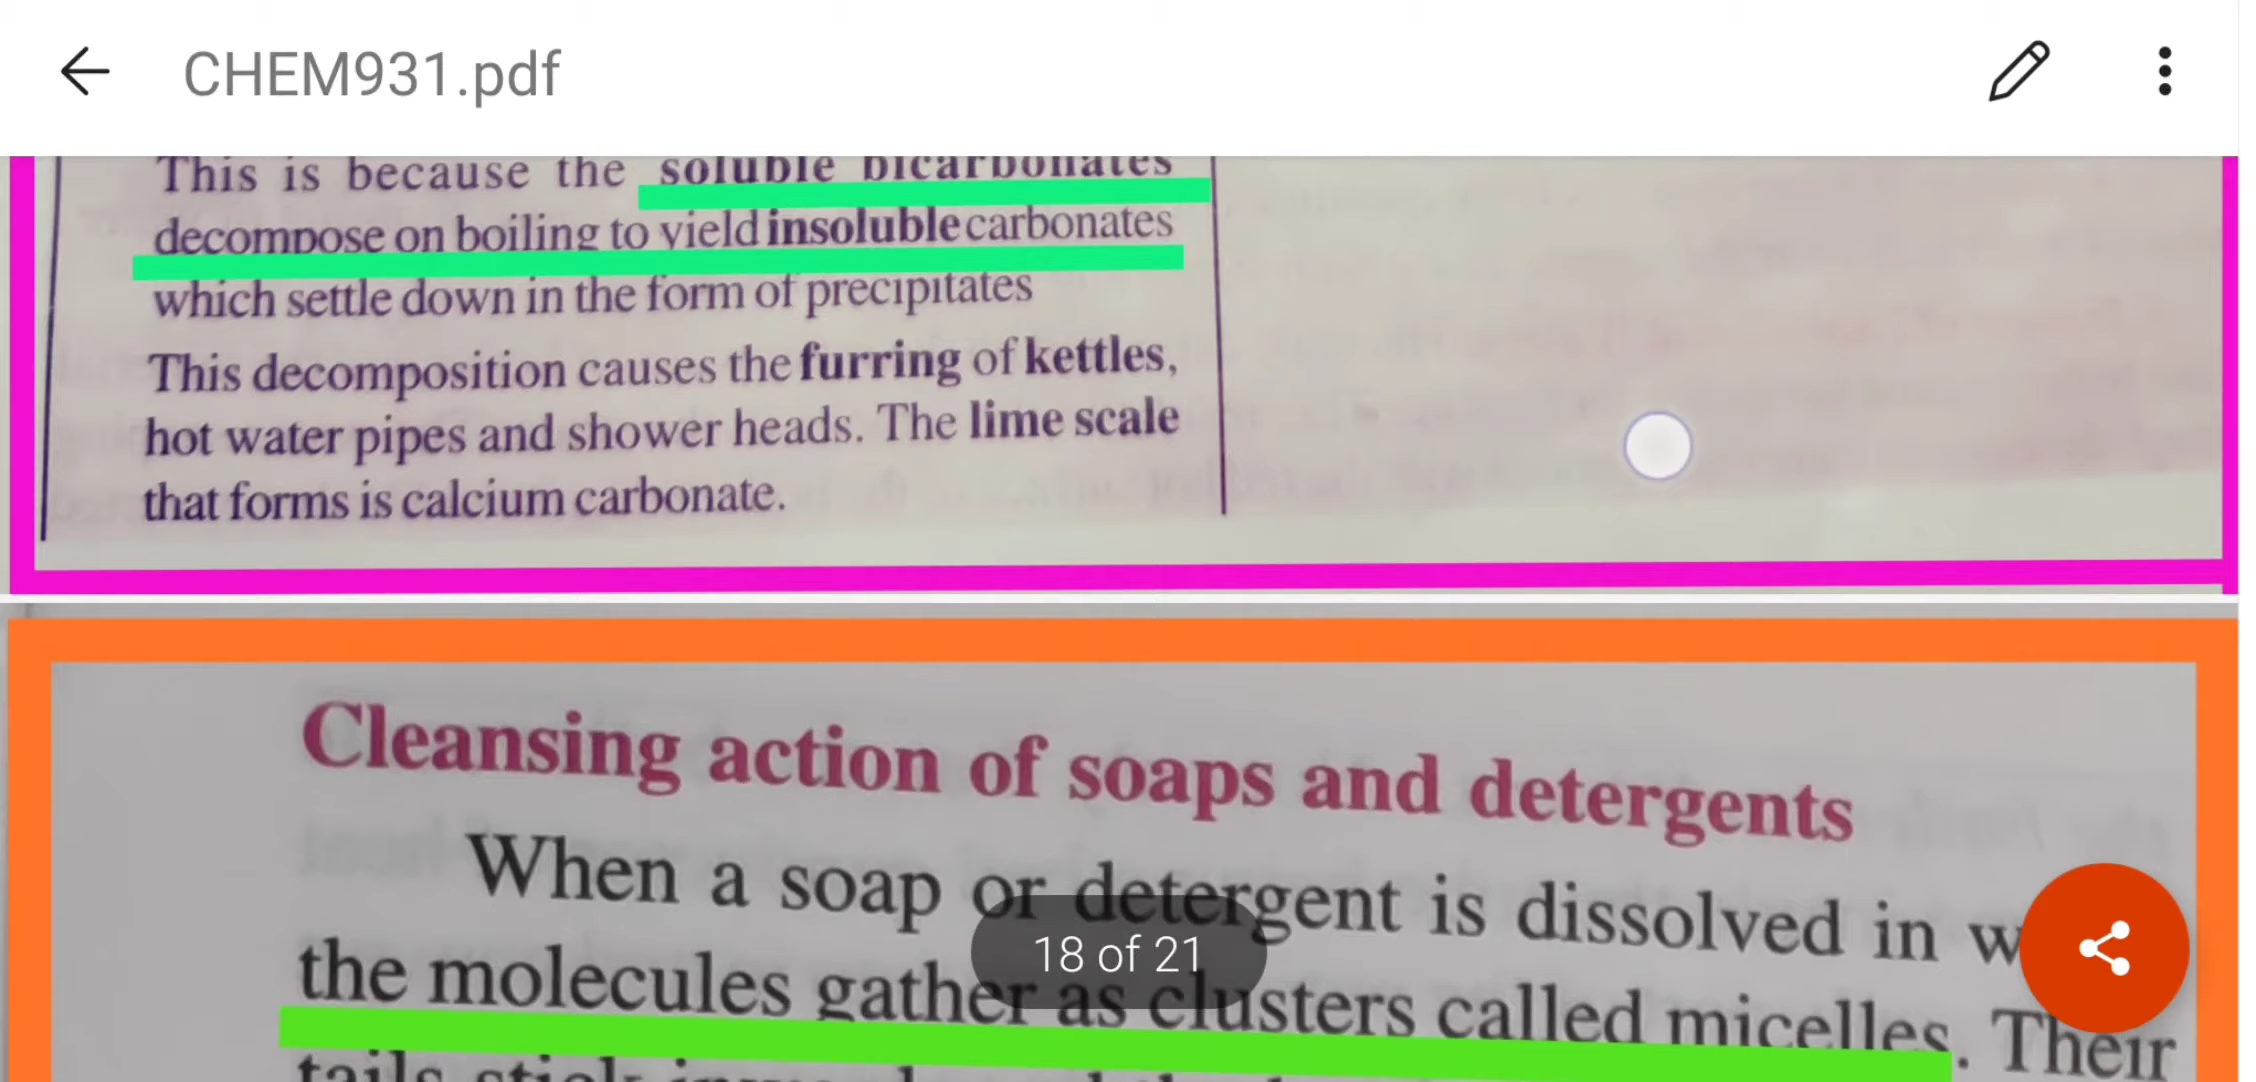 CHEM931.pdf
This is because the soluble bicarbonates
decompose on boiling to yield insoluble carbonates
which settle down in the form of precipitates
This decomposition causes the furring of kettles,
hot water pipes and shower heads. The lime scale
that forms is calcium carbonate.
Cleansing action of soaps and detergents
When a soap or detergent is dissolved in
the molecules gather as clusters called micelles. Their
18 of 21
tails stick